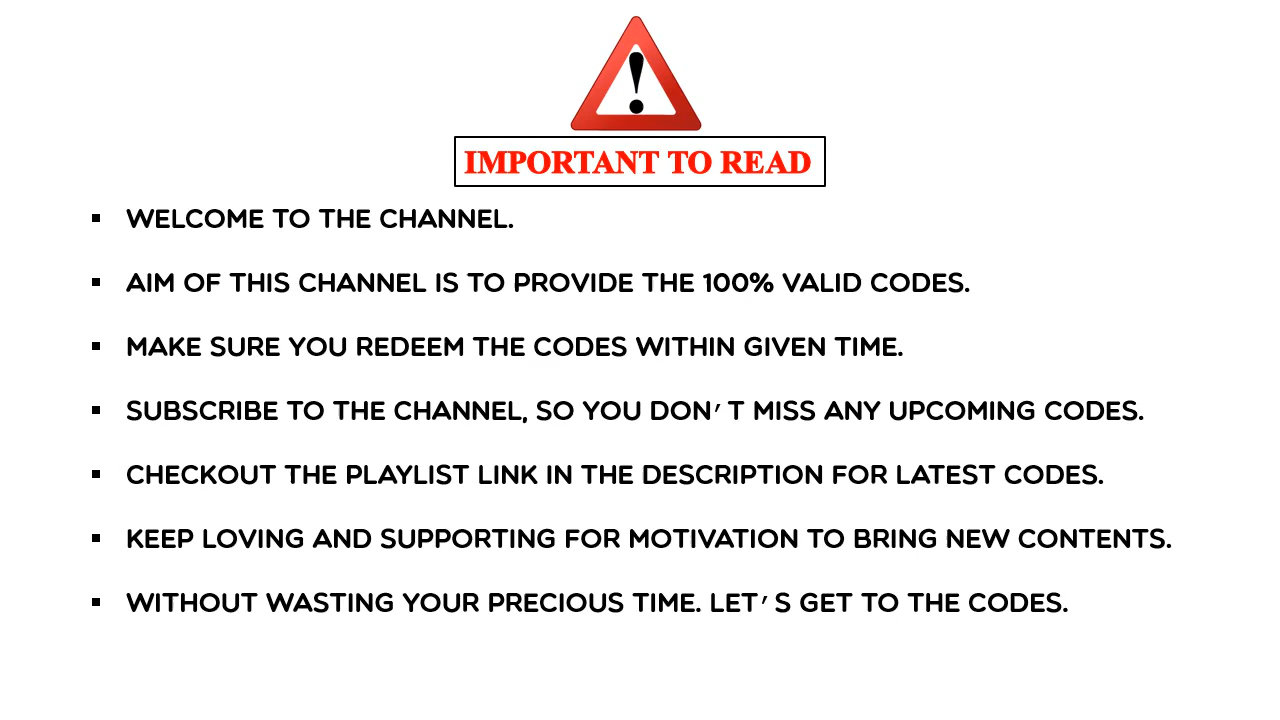 IMPORTANT TO READ
▪ WELCOME TO THE CHANNEL.
▪ AIM OF THIS CHANNEL IS TO PROVIDE THE 100% VALID CODES.
▪ MAKE SURE YOU REDEEM THE CODES WITHIN GIVEN TIME.
▪ SUBSCRIBE TO THE CHANNEL, SO YOU DON'T MISS ANY UPCOMING CODES.
▪ CHECKOUT THE PLAYLIST LINK IN THE DESCRIPTION FOR LATEST CODES.
▪ KEEP LOVING AND SUPPORTING FOR MOTIVATION TO BRING NEW CONTENTS.
▪ WITHOUT WASTING YOUR PRECIOUS TIME. LET'S GET TO THE CODES.